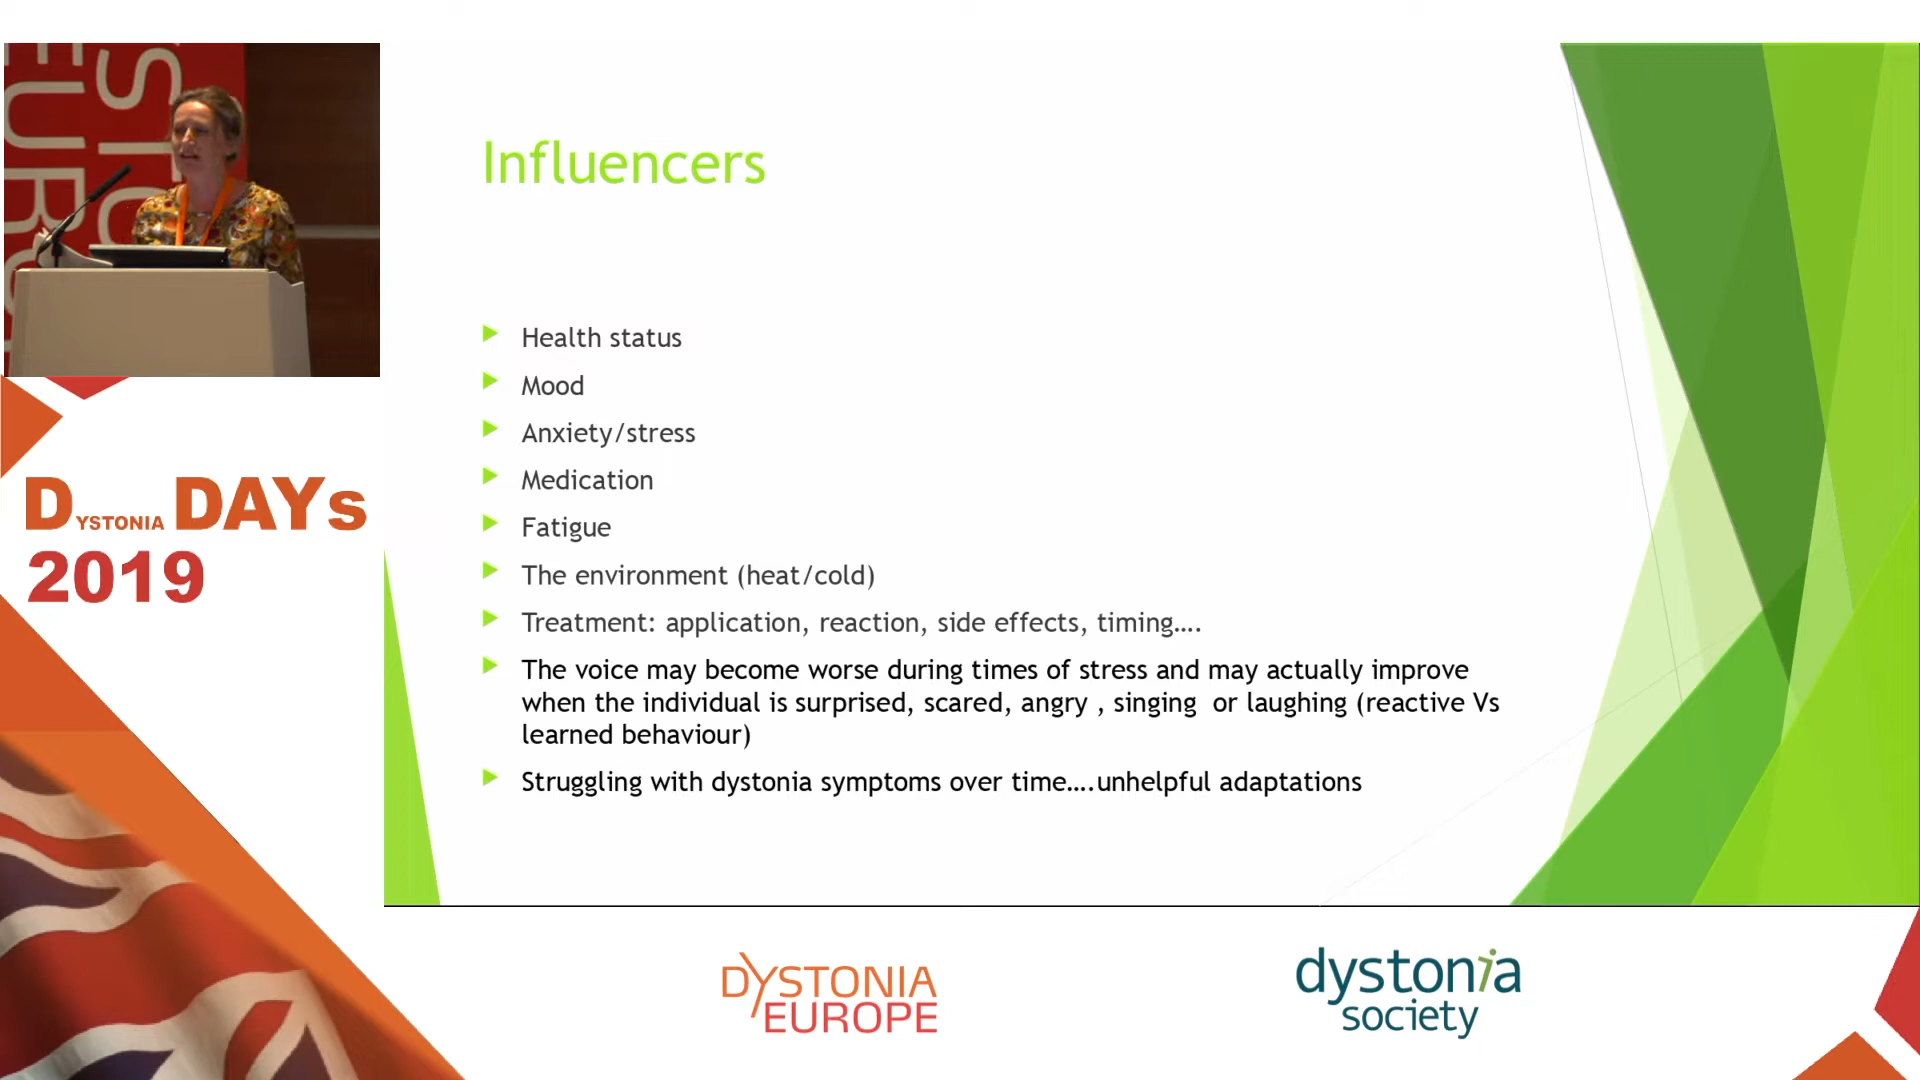 STO
EURO
DYSTONIA DAYs
2019
Influencers
Health status
Mood
Anxiety/stress
Medication
Fatigue
The environment (heat/cold)
Treatment: application, reaction, side effects, timing....
The voice may become worse during times of stress and may actually improve
when the individual is surprised, scared, angry , singing  or laughing (reactive Vs
learned behaviour)
Struggling with dystonia symptoms over time....unhelpful adaptations
DYSTONIA
EUROPE
dystonia
society